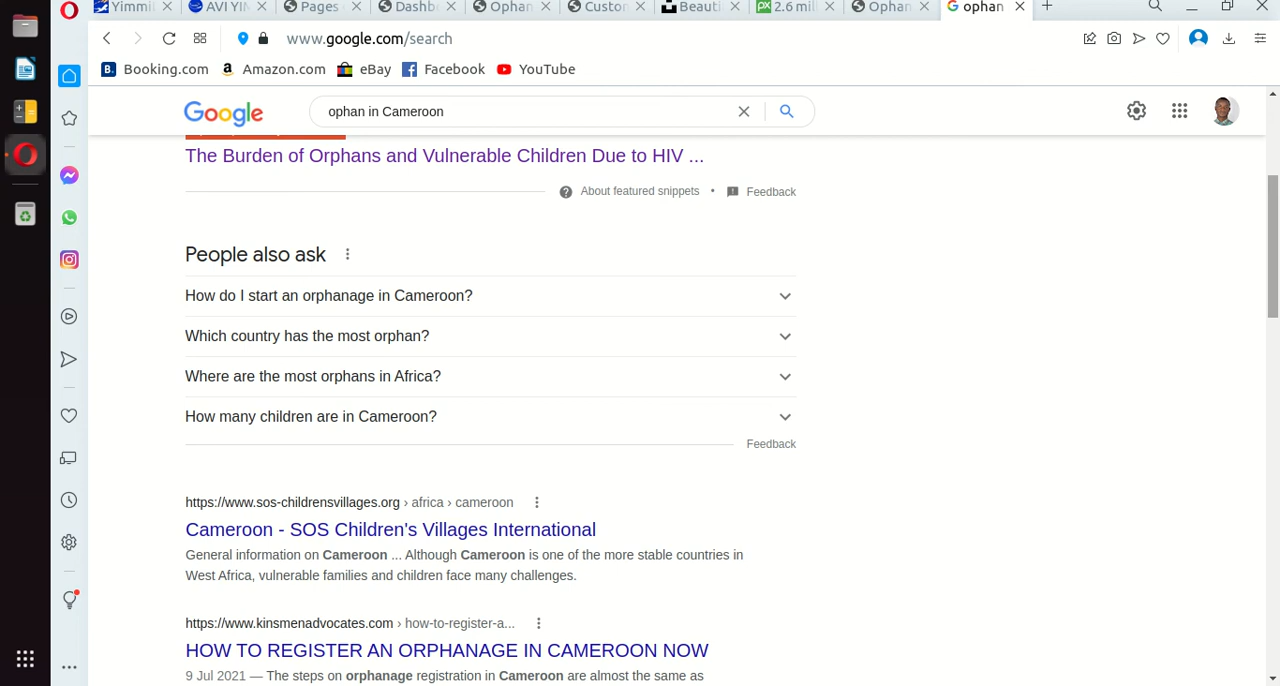 Yimmi
AVI YI
Pages
Dashb
Ophan
Custon
Beauti
2.6 mil
Ophan
ophan
www.google.com/search
Booking.com Amazon.com eBay Facebook YouTube
Google ophan in Cameroon
The Burden of Orphans and Vulnerable Children Due to HIV ...
About featured snippets • Feedback
People also ask
How do I start an orphanage in Cameroon?
Which country has the most orphan?
Where are the most orphans in Africa?
How many children are in Cameroon?
Feedback
https://www.sos-childrensvillages.org › africa › cameroon
Cameroon - SOS Children's Villages International
General information on Cameroon ... Although Cameroon is one of the more stable countries in
West Africa, vulnerable families and children face many challenges.
https://www.kinsmenadvocates.com › how-to-register-a...
HOW TO REGISTER AN ORPHANAGE IN CAMEROON NOW
9 Jul 2021 — The steps on orphanage registration in Cameroon are almost the same as